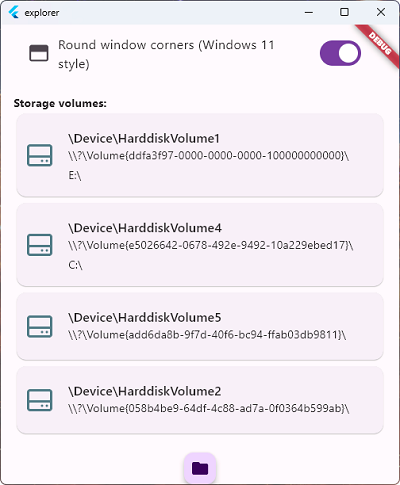 explorer
DEBUG
Round window corners (Windows 11
style)
Storage volumes:
\Device\HarddiskVolume1
\\?\Volume{ddfa3f97-0000-0000-0000-100000000000}\
E:\
\Device\HarddiskVolume4
\\?\Volume{e5026642-0678-492e-9492-10a229ebed17}\
C:\
\Device\HarddiskVolume5
\\?\Volume{add6da8b-9f7d-40f6-bc94-ffab03db9811}\
\Device\HarddiskVolume2
\\?\Volume{058b4be9-64df-4c88-ad7a-0f0364b599ab}\